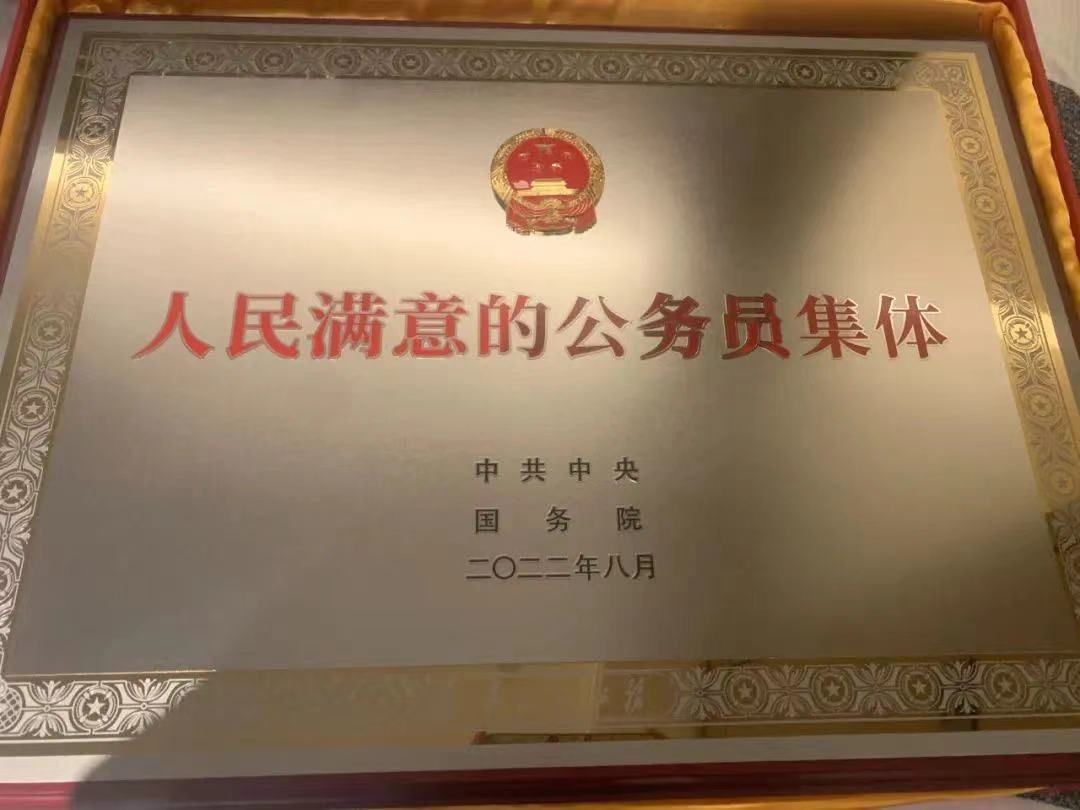 人民满意的公务员集体
中共中央
国务院
二〇二二年八月